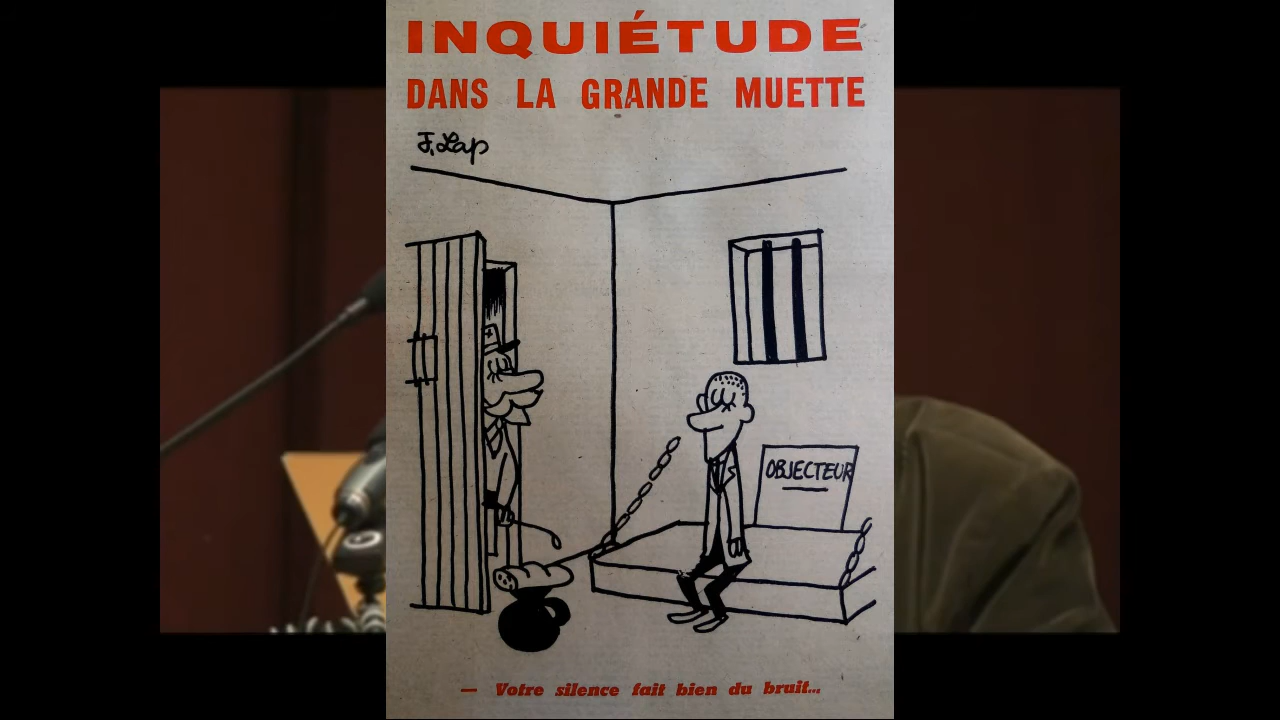 INQUIÉTUDE
DANS LA GRANDE MUETTE
J. Lap
OBJECTEUR
— Votre silence fait bien du bruit...